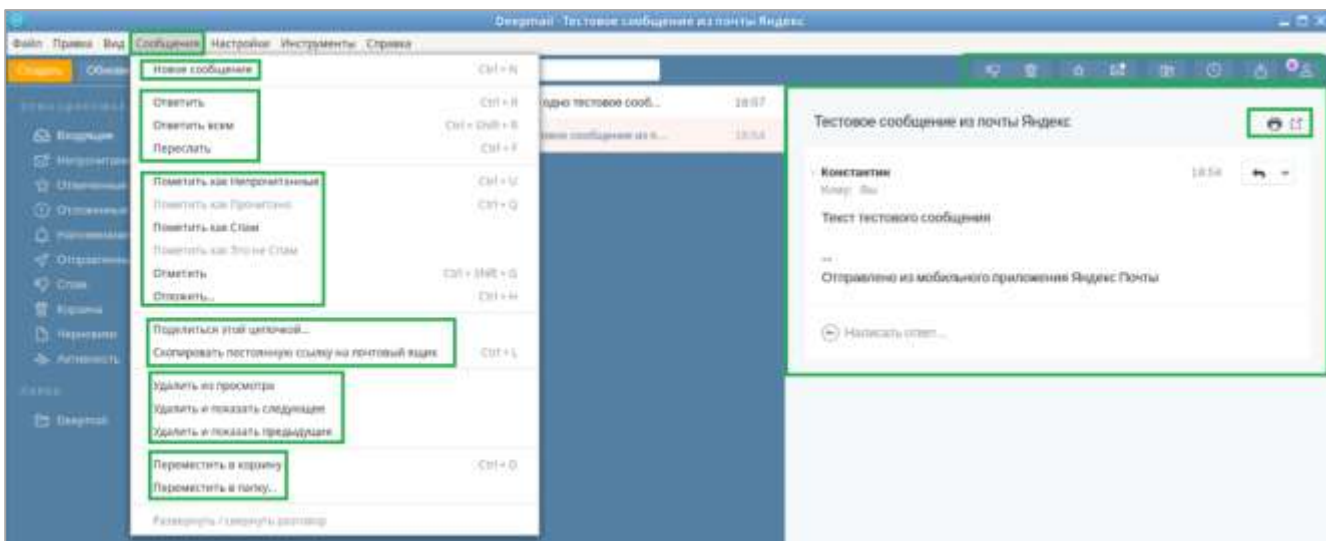 Deepmail - Тестовое сообщение из почты Яндекс
Файл Правка Вид Сообщения Настройки Инструменты Справка
Создать
Новое сообщение Ctrl + N
Ответить Ctrl + R
Ответить всем Ctrl + Shift + R
Переслать Ctrl + F
Пометить как Непрочитанные Ctrl + U
Пометить как Прочитано Ctrl + Q
Пометить как Спам
Пометить как Это не Спам
Отметить Ctrl + Shift + G
Отложить... Ctrl + H
Поделиться этой цепочкой...
Скопировать постоянную ссылку на почтовый ящик Ctrl + L
Удалить из просмотра
Удалить и показать следующее
Удалить и показать предыдущее
Переместить в корзину Ctrl + D
Переместить в папку...
Развернуть / свернуть разговор
Входящие
Отложенные
Спам
Корзина
Черновики
Активность
Deepmail
одно тестовое сооб... 18:57
18:54
Тестовое сообщение из почты Яндекс
Константин 18:54
Кому: Вы
Текст тестового сообщения
--
Отправлено из мобильного приложения Яндекс Почты
Написать ответ...